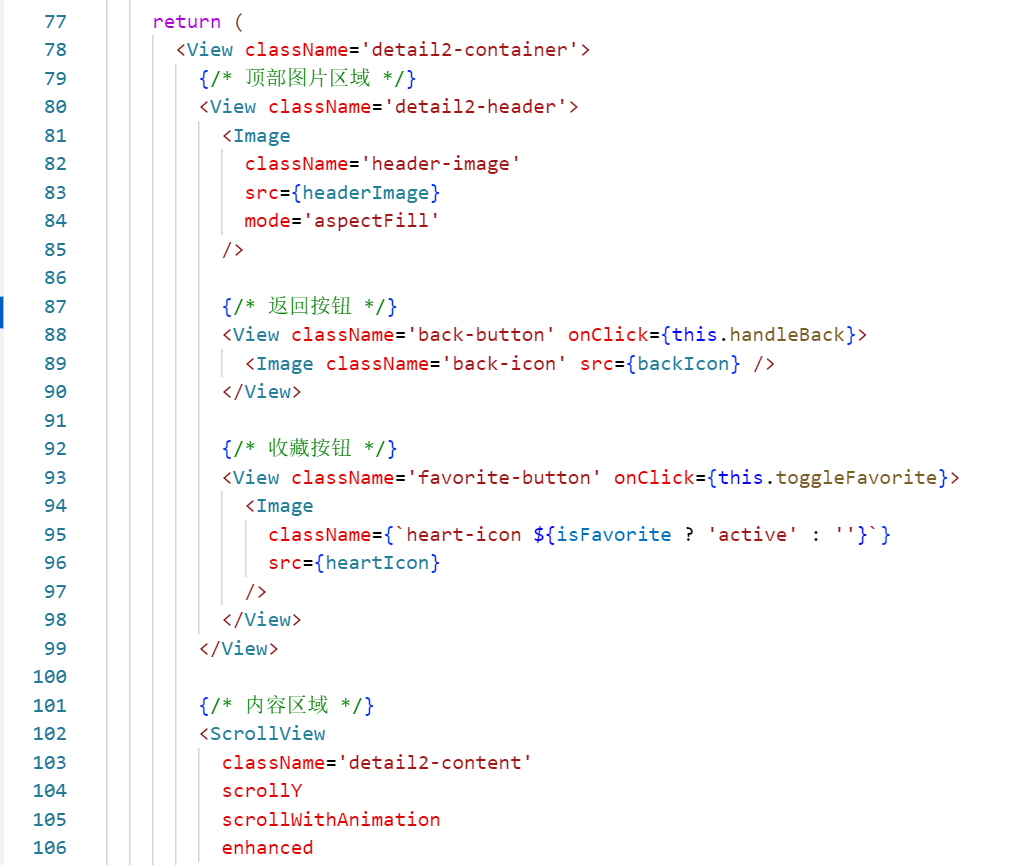 77 return (
78 <View className='detail2-container'>
79 {/* 顶部图片区域 */}
80 <View className='detail2-header'>
81 <Image
82 className='header-image'
83 src={headerImage}
84 mode='aspectFill'
85 />
86
87 {/* 返回按钮 */}
88 <View className='back-button' onClick={this.handleBack}>
89 <Image className='back-icon' src={backIcon} />
90 </View>
91
92 {/* 收藏按钮 */}
93 <View className='favorite-button' onClick={this.toggleFavorite}>
94 <Image
95 className={`heart-icon ${isFavorite ? 'active' : ''}`}
96 src={heartIcon}
97 />
98 </View>
99 </View>
100
101 {/* 内容区域 */}
102 <ScrollView
103 className='detail2-content'
104 scrollY
105 scrollWithAnimation
106 enhanced